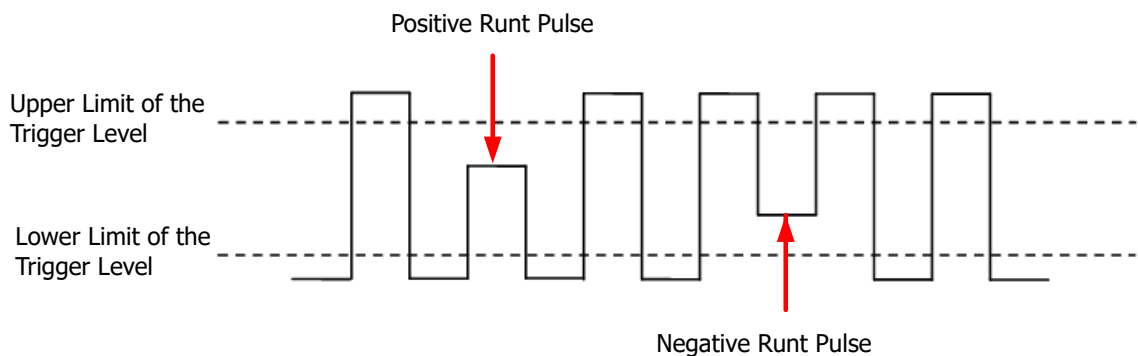 Positive Runt Pulse
Upper Limit of the
Trigger Level
Lower Limit of the
Trigger Level
Negative Runt Pulse